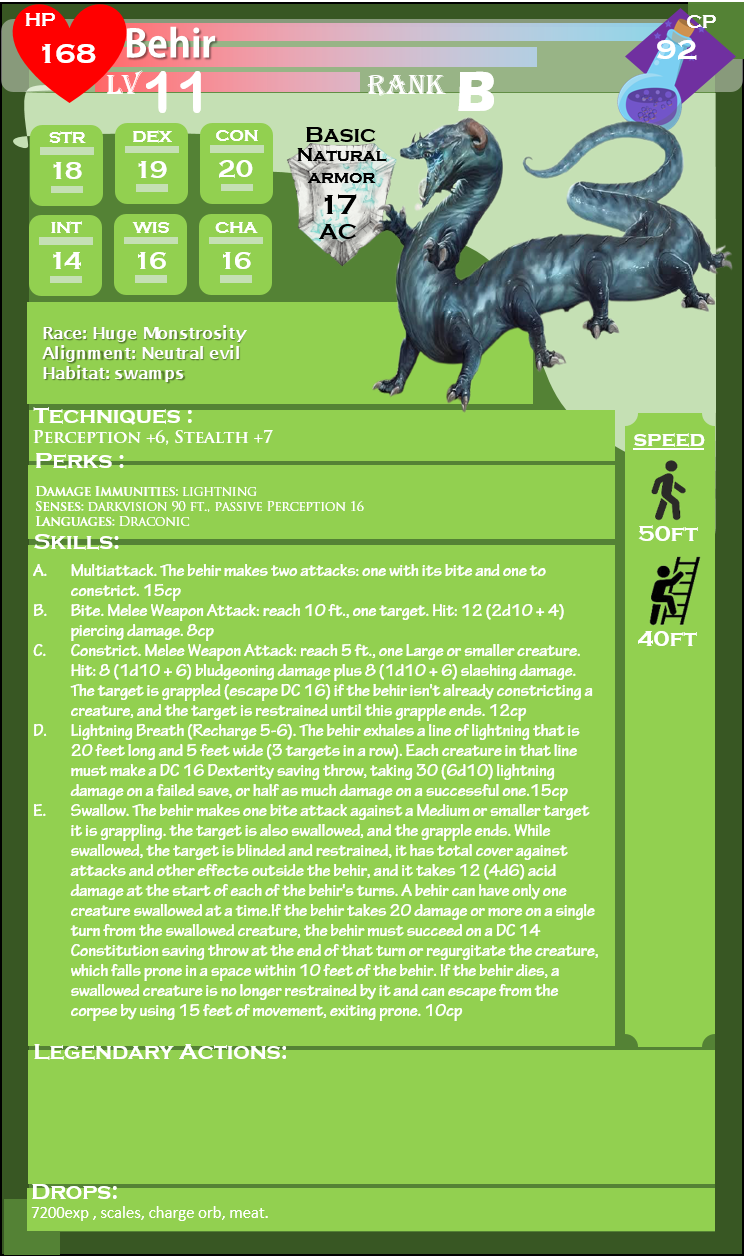 HP
168
Behir
CP
92
LV 11
RANK B
STR
18
DEX
19
CON
20
INT
14
WIS
16
CHA
16
Basic
Natural
armor
17
AC
Race: Huge Monstrosity
Alignment: Neutral evil
Habitat: swamps
Techniques :
Perception +6, Stealth +7
Perks :
Damage Immunities: lightning
Senses: darkvision 90 ft., passive Perception 16
Languages: Draconic
Skills:
A. Multiattack. The behir makes two attacks: one with its bite and one to
constrict. 15cp
B. Bite. Melee Weapon Attack: reach 10 ft., one target. Hit: 12 (2d10 + 4)
piercing damage. 8cp
C. Constrict. Melee Weapon Attack: reach 5 ft., one Large or smaller creature.
Hit: 8 (1d10 + 6) bludgeoning damage plus 8 (1d10 + 6) slashing damage.
The target is grappled (escape DC 16) if the behir isn't already constricting a
creature, and the target is restrained until this grapple ends. 12cp
D. Lightning Breath (Recharge 5-6). The behir exhales a line of lightning that is
20 feet long and 5 feet wide (3 targets in a row). Each creature in that line
must make a DC 16 Dexterity saving throw, taking 30 (6d10) lightning
damage on a failed save, or half as much damage on a successful one.15cp
E. Swallow. The behir makes one bite attack against a Medium or smaller target
it is grappling. the target is also swallowed, and the grapple ends. While
swallowed, the target is blinded and restrained, it has total cover against
attacks and other effects outside the behir, and it takes 12 (4d6) acid
damage at the start of each of the behir's turns. A behir can have only one
creature swallowed at a time.If the behir takes 20 damage or more on a single
turn from the swallowed creature, the behir must succeed on a DC 14
Constitution saving throw at the end of that turn or regurgitate the creature,
which falls prone in a space within 10 feet of the behir. If the behir dies, a
swallowed creature is no longer restrained by it and can escape from the
corpse by using 15 feet of movement, exiting prone. 10cp
SPEED
50FT
40FT
Legendary Actions:
Drops:
7200exp , scales, charge orb, meat.